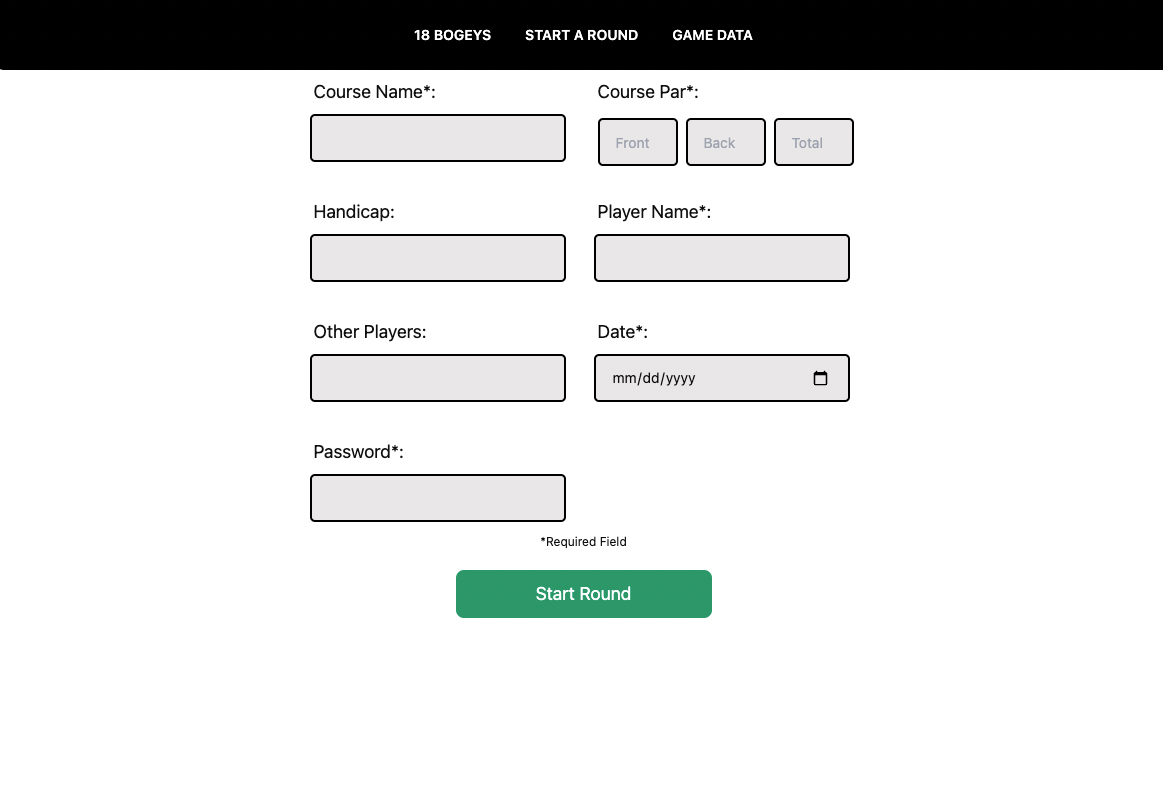 18 BOGEYS START A ROUND GAME DATA
Course Name*: Course Par*:
Front Back Total
Handicap: Player Name*:
Other Players: Date*:
mm/dd/yyyy
Password*:
*Required Field
Start Round